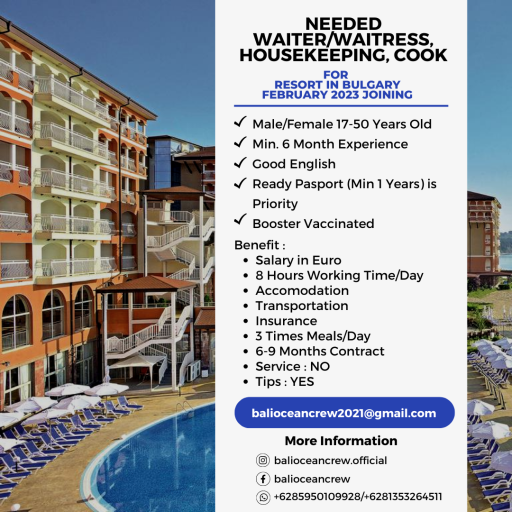 NEEDED
WAITER/WAITRESS,
HOUSEKEEPING, COOK
FOR
RESORT IN BULGARY
FEBRUARY 2023 JOINING
Male/Female 17-50 Years Old
Min. 6 Month Experience
Good English
Ready Pasport (Min 1 Years) is
Priority
Booster Vaccinated
Benefit :
Salary in Euro
8 Hours Working Time/Day
Accomodation
Transportation
Insurance
3 Times Meals/Day
6-9 Months Contract
Service : NO
Tips : YES
balioceancrew2021@gmail.com
More Information
balioceancrew.official
balioceancrew
+6285950109928/+6281353264511